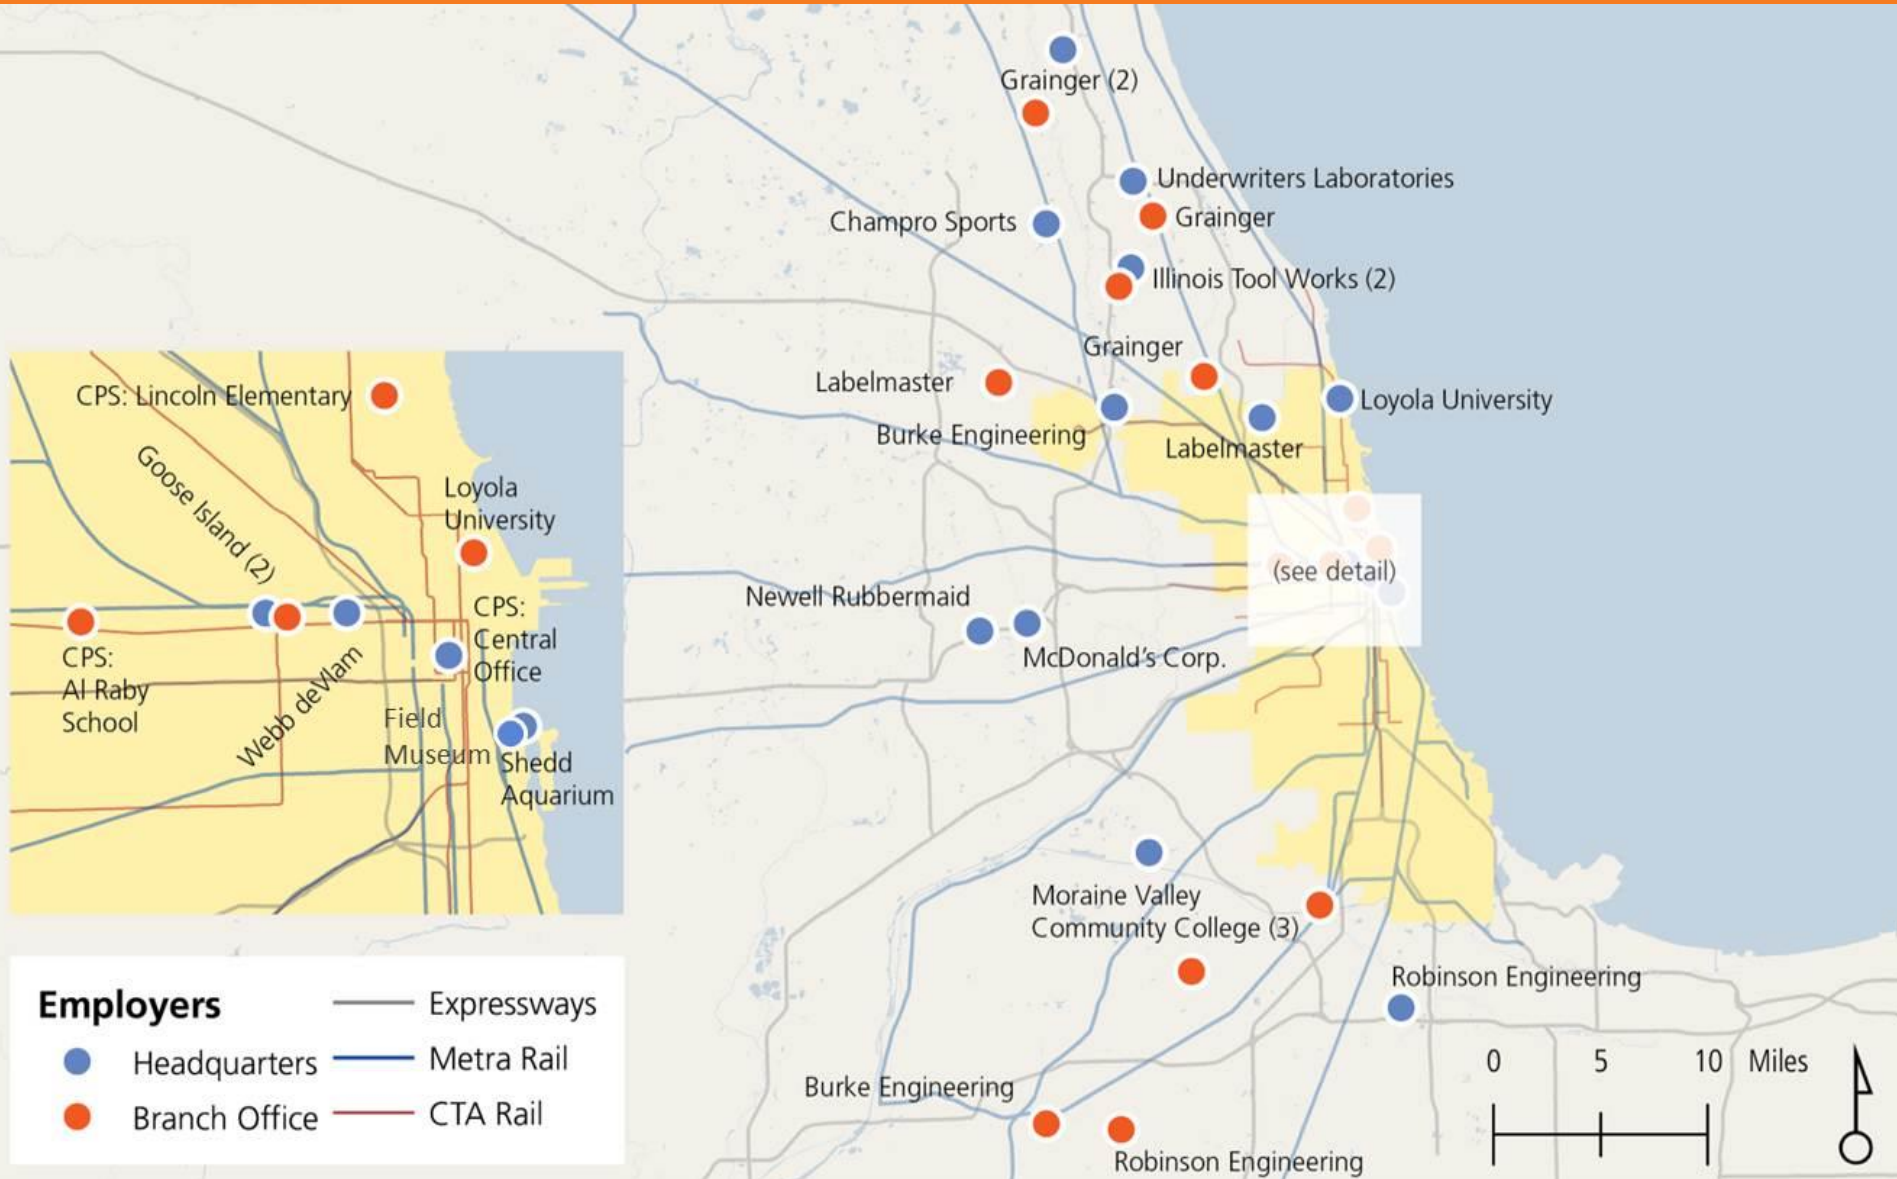 Grainger (2)
Underwriters Laboratories
Champro Sports
Grainger
Illinois Tool Works (2)
Grainger
Labelmaster
Loyola University
Burke Engineering
Labelmaster
(see detail)
Newell Rubbermaid
McDonald's Corp.
Moraine Valley
Community College (3)
Robinson Engineering
Burke Engineering
Robinson Engineering
CPS: Lincoln Elementary
Goose Island (2)
Loyola
University
CPS:
Central
Office
CPS:
Al Raby
School
Webb deVlam
Field
Museum
Shedd
Aquarium
Employers
Headquarters
Branch Office
Expressways
Metra Rail
CTA Rail
0 5 10 Miles